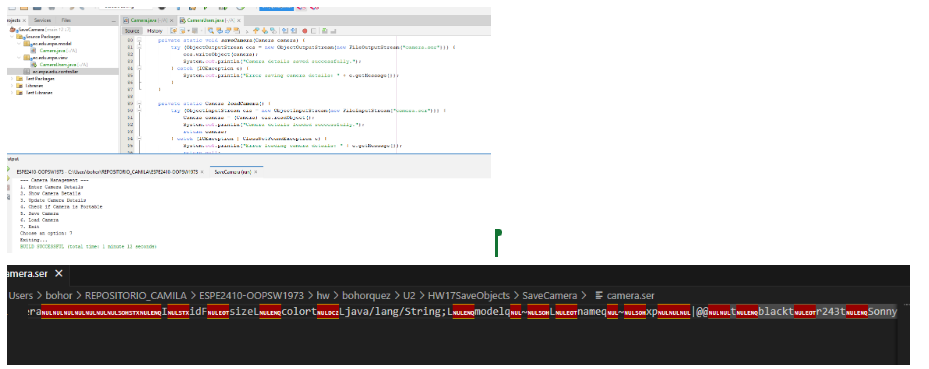 Projects × Services Files
SaveCamera
Source Packages
ec.edu.espe.model
Camera.java
ec.edu.espe.view
CameraUsers.java
ec.espe.edu.controller
Test Packages
Libraries
Test Libraries
Camera.java × CameraUsers.java ×
Source History
private static void saveCamera(Camera camera) {
try (ObjectOutputStream oos = new ObjectOutputStream(new FileOutputStream("camera.ser"))) {
oos.writeObject(camera);
System.out.println("Camera details saved successfully.");
} catch (IOException e) {
System.out.println("Error saving camera details: " + e.getMessage());
}
}
private static Camera loadCamera() {
try (ObjectInputStream ois = new ObjectInputStream(new FileInputStream("camera.ser"))) {
Camera camera = (Camera) ois.readObject();
System.out.println("Camera details loaded successfully.");
return camera;
} catch (IOException | ClassNotFoundException e) {
System.out.println("Error loading camera details: " + e.getMessage());
Output
ESPE2410-OOPSW1973 - C:\Users\bohor\REPOSITORIO_CAMILA\ESPE2410-OOPSW1973 × SaveCamera (run) ×
--- Camera Management ---
1. Enter Camera Details
2. Show Camera Details
3. Update Camera Details
4. Check if Camera is Portable
5. Save Camera
6. Load Camera
7. Exit
Choose an option: 7
Exiting...
BUILD SUCCESSFUL (total time: 1 minute 12 seconds)
amera.ser ×
Users > bohor > REPOSITORIO_CAMILA > ESPE2410-OOPSW1973 > hw > bohorquez > U2 > HW17SaveObjects > SaveCamera > camera.ser
eraNULNULNULNULNULNULNULSOHSTXNULENQINULSTXidFNULEOTsizeLNULENQcolortNULDC2Ljava/lang/String;LNULENQmodelqNUL~NULSOHLNULEOTnameqNUL~NULSOHxpNULNULNUL|@@NULNULtNULENQblacktNULEOTr243tNULENQSonny